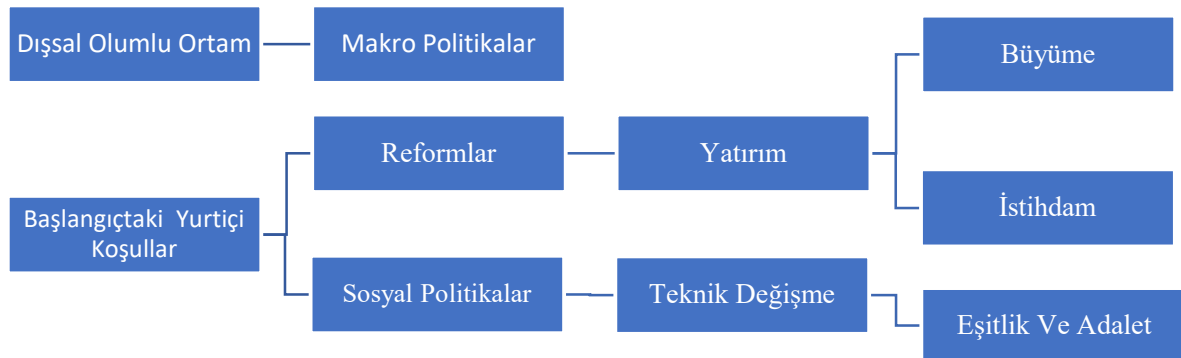 Dışsal Olumlu Ortam
Makro Politikalar
Büyüme
Reformlar
Yatırım
Başlangıçtaki Yurtiçi
Koşullar
İstihdam
Sosyal Politikalar
Teknik Değişme
Eşitlik Ve Adalet